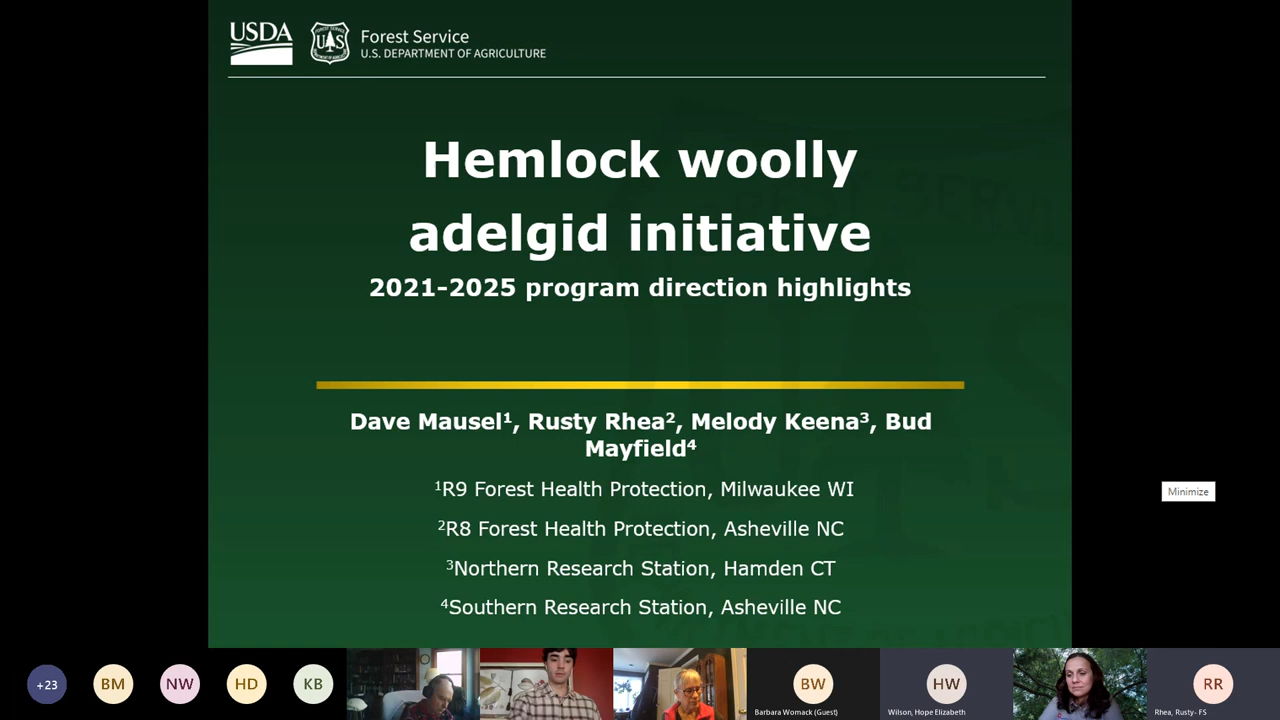 USDA
Forest Service
U.S. DEPARTMENT OF AGRICULTURE
Hemlock woolly
adelgid initiative
2021-2025 program direction highlights
Dave Mausel¹, Rusty Rhea², Melody Keena³, Bud
Mayfield⁴
¹R9 Forest Health Protection, Milwaukee WI
²R8 Forest Health Protection, Asheville NC
³Northern Research Station, Hamden CT
⁴Southern Research Station, Asheville NC
Minimize
+23
BM
NW
HD
KB
BW
HW
RR
Barbara Womack (Guest)
Wilson, Hope Elizabeth
Rhea, Rusty- FS